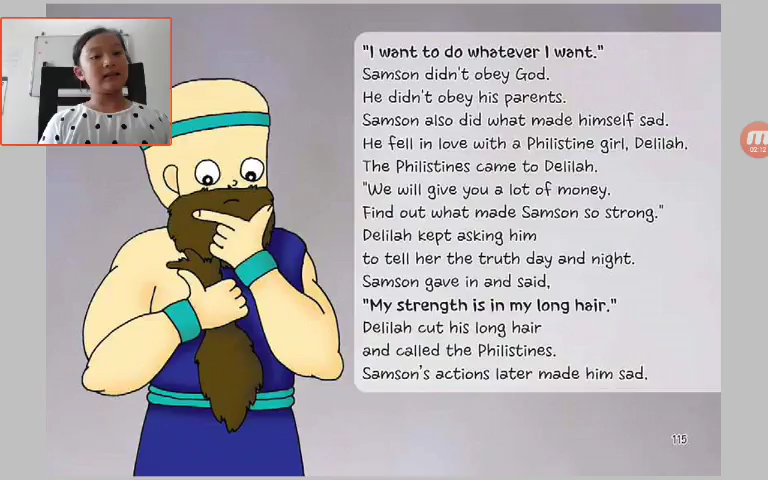 "I want to do whatever I want."
Samson didn't obey God.
He didn't obey his parents.
Samson also did what made himself sad.
He fell in love with a Philistine girl, Delilah.
The Philistines came to Delilah.
"We will give you a lot of money.
Find out what made Samson so strong."
Delilah kept asking him
to tell her the truth day and night.
Samson gave in and said,
"My strength is in my long hair."
Delilah cut his long hair
and called the Philistines.
Samson's actions later made him sad.
115
02:12